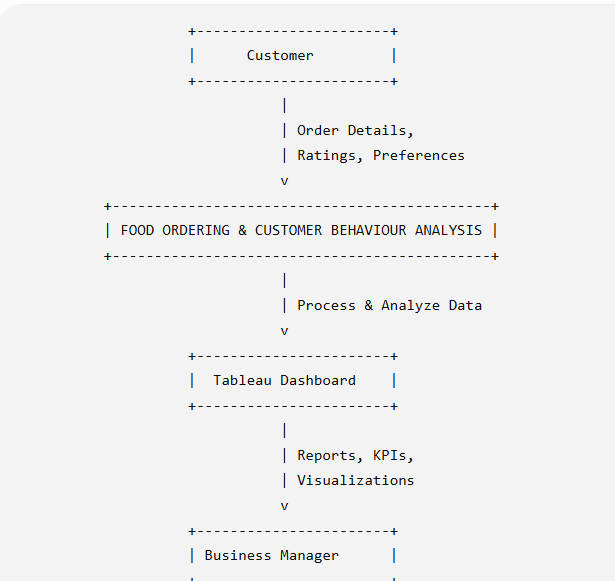 Customer
Order Details,
Ratings, Preferences
v
FOOD ORDERING & CUSTOMER BEHAVIOUR ANALYSIS
Process & Analyze Data
v
Tableau Dashboard
Reports, KPIs,
Visualizations
v
Business Manager